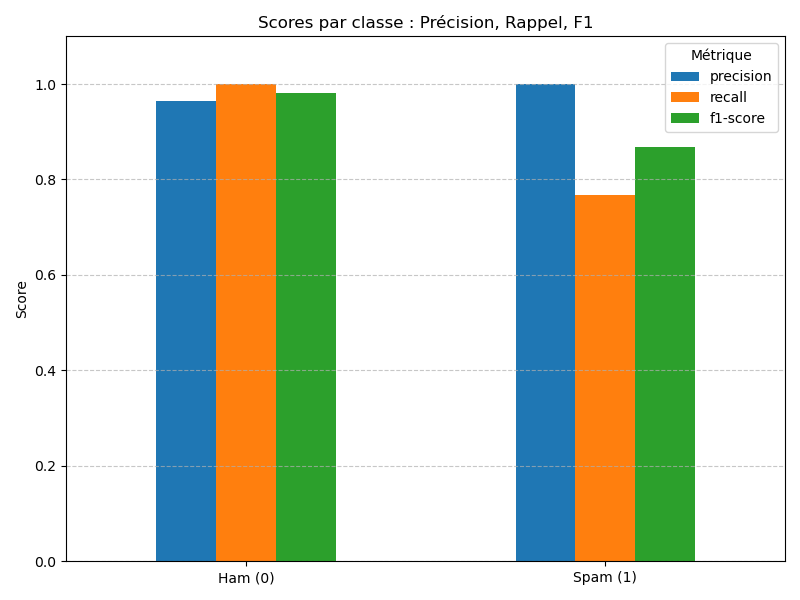 Scores par classe : Précision, Rappel, F1
Métrique
precision
recall
f1-score
Score
1.0
0.8
0.6
0.4
0.2
0.0
Ham (0)
Spam (1)